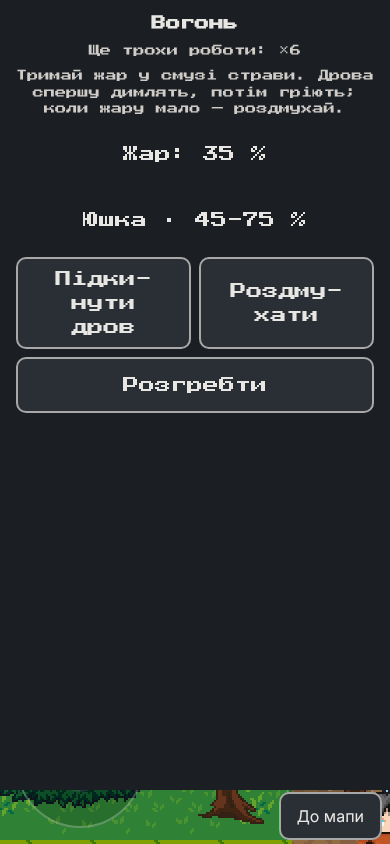 Вогонь
Ще трохи роботи: ×6
Тримай жар у смузі страви. Дрова
спершу димлять, потім гріють;
коли жару мало — роздмухай.
Жар: 35 %
Юшка · 45–75 %
Підки-
нути
дров
Роздму-
хати
Розгребти
До мапи